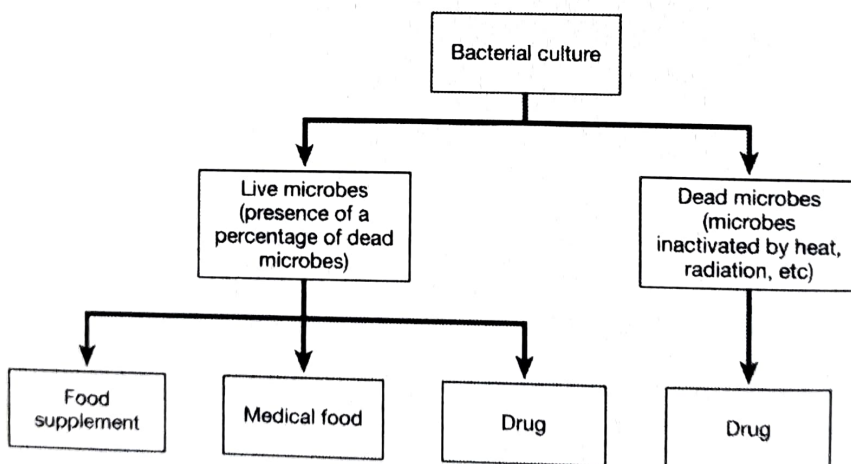 Bacterial culture
Live microbes
(presence of a
percentage of dead
microbes)
Dead microbes
(microbes
inactivated by heat,
radiation, etc)
Food
supplement
Medical food
Drug
Drug